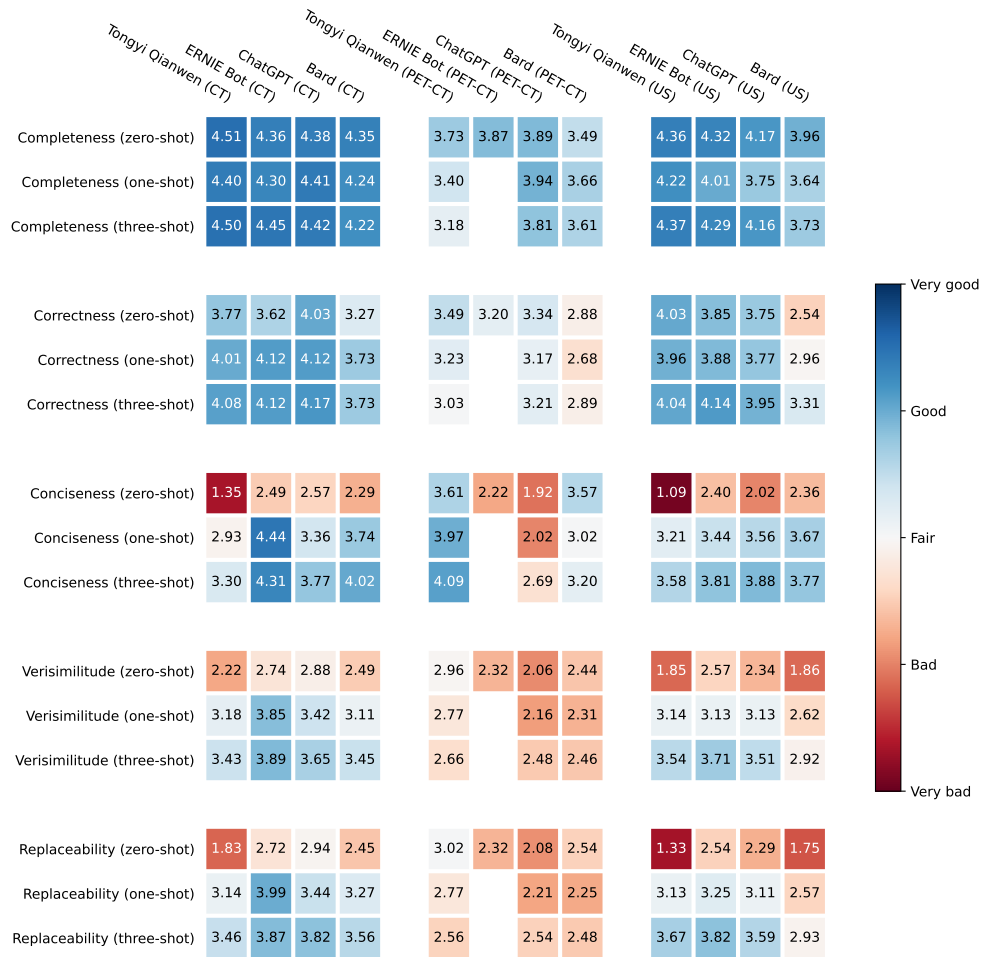 Tongyi Qianwen (CT)
ERNIE Bot (CT)
ChatGPT (CT)
Bard (CT)
Tongyi Qianwen (PET-CT)
ERNIE Bot (PET-CT)
ChatGPT (PET-CT)
Bard (PET-CT)
Tongyi Qianwen (US)
ERNIE Bot (US)
ChatGPT (US)
Bard (US)
Completeness (zero-shot) 4.51 4.36 4.38 4.35 3.73 3.87 3.89 3.49 4.36 4.32 4.17 3.96
Completeness (one-shot) 4.40 4.30 4.41 4.24 3.40 3.94 3.66 4.22 4.01 3.75 3.64
Completeness (three-shot) 4.50 4.45 4.42 4.22 3.18 3.81 3.61 4.37 4.29 4.16 3.73
Correctness (zero-shot) 3.77 3.62 4.03 3.27 3.49 3.20 3.34 2.88 4.03 3.85 3.75 2.54
Correctness (one-shot) 4.01 4.12 4.12 3.73 3.23 3.17 2.68 3.96 3.88 3.77 2.96
Correctness (three-shot) 4.08 4.12 4.17 3.73 3.03 3.21 2.89 4.04 4.14 3.95 3.31
Conciseness (zero-shot) 1.35 2.49 2.57 2.29 3.61 2.22 1.92 3.57 1.09 2.40 2.02 2.36
Conciseness (one-shot) 2.93 4.44 3.36 3.74 3.97 2.02 3.02 3.21 3.44 3.56 3.67
Conciseness (three-shot) 3.30 4.31 3.77 4.02 4.09 2.69 3.20 3.58 3.81 3.88 3.77
Verisimilitude (zero-shot) 2.22 2.74 2.88 2.49 2.96 2.32 2.06 2.44 1.85 2.57 2.34 1.86
Verisimilitude (one-shot) 3.18 3.85 3.42 3.11 2.77 2.16 2.31 3.14 3.13 3.13 2.62
Verisimilitude (three-shot) 3.43 3.89 3.65 3.45 2.66 2.48 2.46 3.54 3.71 3.51 2.92
Replaceability (zero-shot) 1.83 2.72 2.94 2.45 3.02 2.32 2.08 2.54 1.33 2.54 2.29 1.75
Replaceability (one-shot) 3.14 3.99 3.44 3.27 2.77 2.21 2.25 3.13 3.25 3.11 2.57
Replaceability (three-shot) 3.46 3.87 3.82 3.56 2.56 2.54 2.48 3.67 3.82 3.59 2.93
Very good
Good
Fair
Bad
Very bad